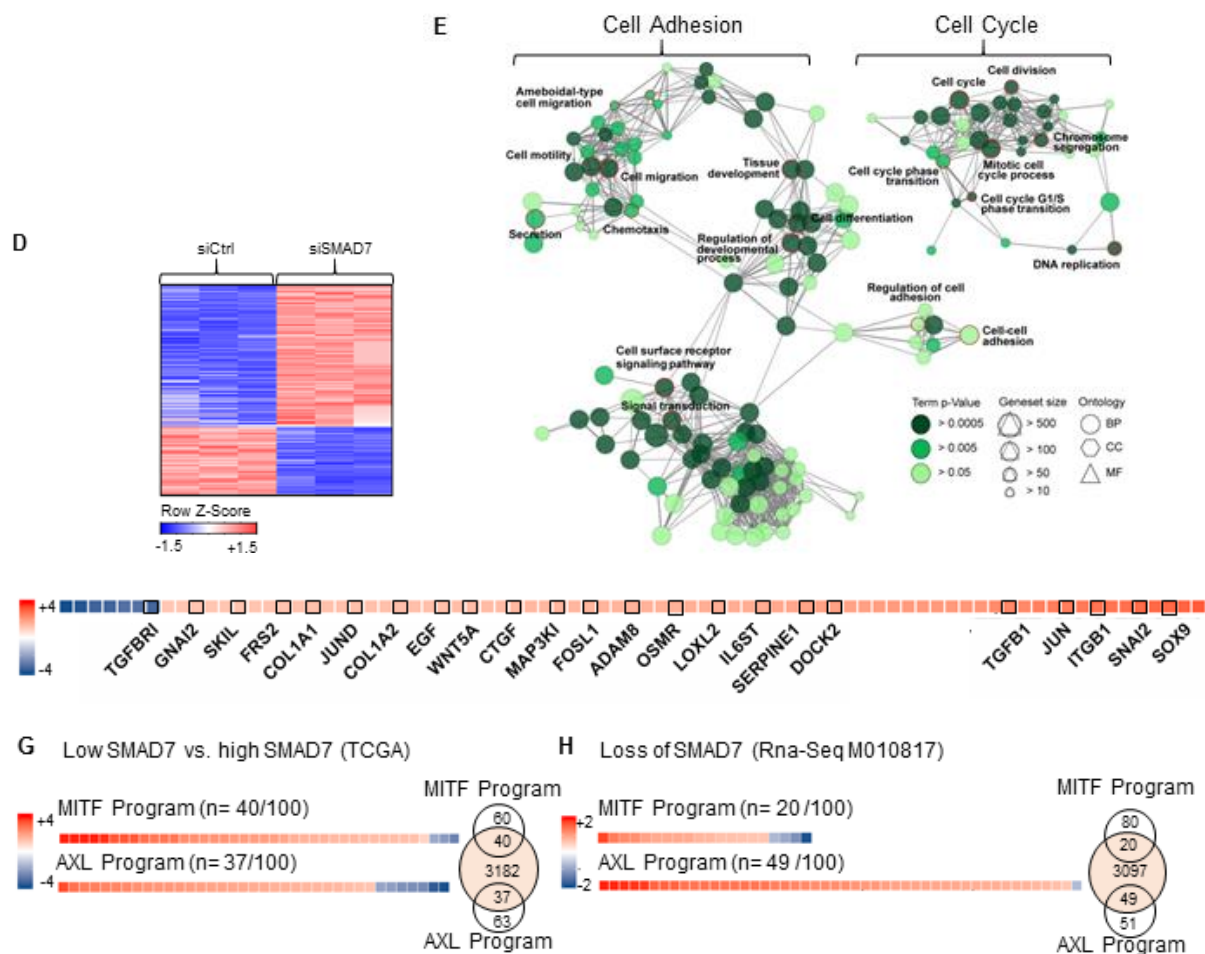 E
Cell Adhesion
Cell Cycle
Ameboidal-type
cell migration
Cell motility
Cell migration
Secretion
Chemotaxis
Tissue
development
Cell differentiation
Regulation of
developmental
process
Cell cycle
Cell division
Chromosome
segregation
Cell cycle phase
transition
Mitotic cell
cycle process
Cell cycle G1/S
phase transition
DNA replication
Regulation of cell
adhesion
Cell-cell
adhesion
Cell surface receptor
signaling pathway
Signal transduction
Term p-Value
> 0.0005
> 0.005
> 0.05
Geneset size
> 500
> 100
> 50
> 10
Ontology
BP
CC
MF
D
siCtrl
siSMAD7
Row Z-Score
-1.5
+1.5
+4
-4
TGFBRI
GNAI2
SKIL
FRS2
COL1A1
JUND
COL1A2
EGF
WNT5A
CTGF
MAP3KI
FOSL1
ADAM8
OSMR
LOXL2
IL6ST
SERPINE1
DOCK2
TGFB1
JUN
ITGB1
SNAI2
SOX9
G
Low SMAD7 vs. high SMAD7 (TCGA)
+4
-4
MITF Program (n= 40/100)
AXL Program (n= 37/100)
MITF Program
60
40
3182
37
63
AXL Program
H
Loss of SMAD7 (Rna-Seq M010817)
+2
-2
MITF Program (n= 20 /100)
AXL Program (n= 49 /100)
MITF Program
80
20
3097
49
51
AXL Program